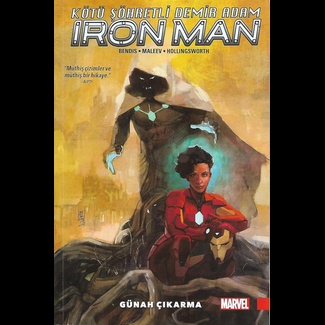 KÖTÜ ŞÖHRETLİ DEMİR ADAM
IRON MAN
BENDIS · MALEEV · HOLLINGSWORTH
"Müthiş çizimler ve
müthiş bir hikaye."
GÜNAH ÇIKARMA
MARVEL